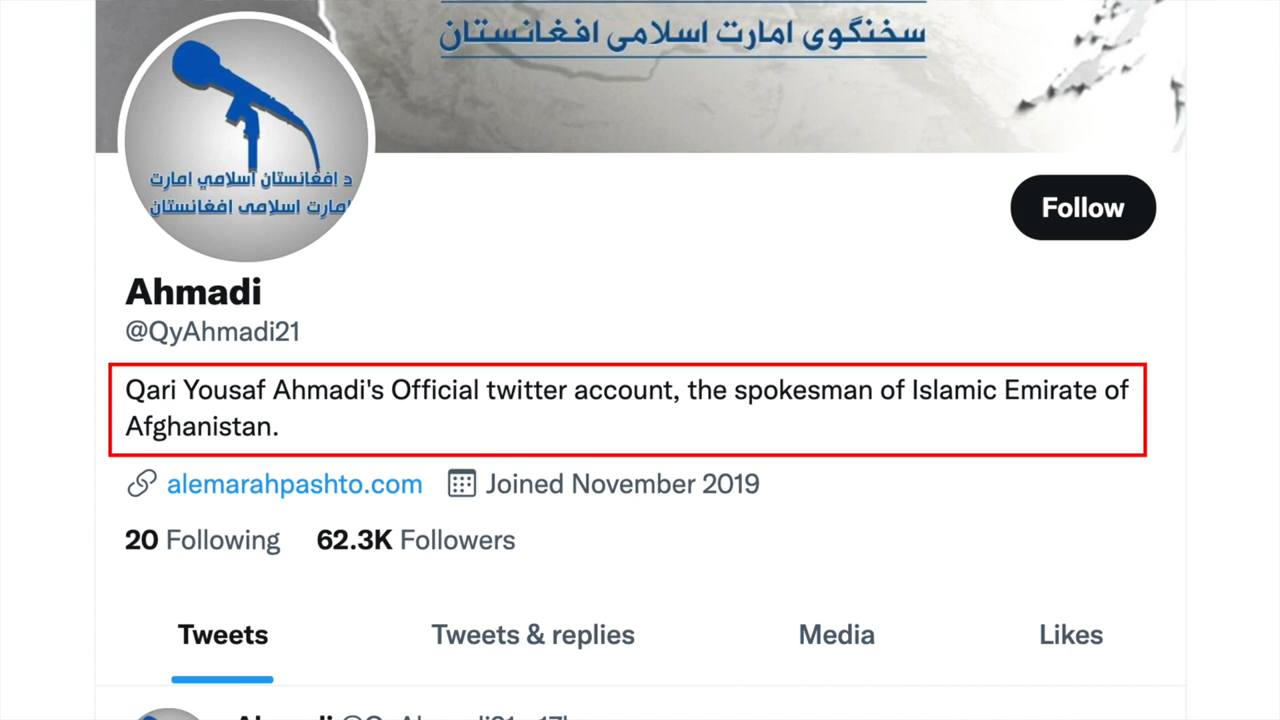 سخنگوی امارت اسلامی افغانستان
د افغانستان اسلامي امارت
امارت اسلامی افغانستان
Follow
Ahmadi
@QyAhmadi21
Qari Yousaf Ahmadi's Official twitter account, the spokesman of Islamic Emirate of
Afghanistan.
alemarahpashto.com Joined November 2019
20 Following 62.3K Followers
Tweets Tweets & replies Media Likes